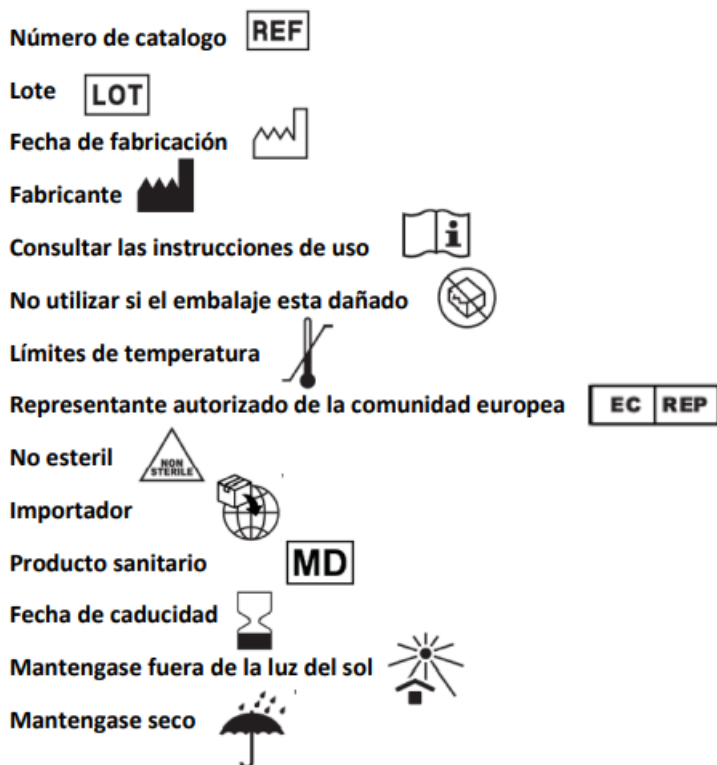 Número de catalogo REF
Lote LOT
Fecha de fabricación
Fabricante
Consultar las instrucciones de uso i
No utilizar si el embalaje esta dañado
Límites de temperatura
Representante autorizado de la comunidad europea EC REP
No esteril NON STERILE
Importador
Producto sanitario MD
Fecha de caducidad
Mantengase fuera de la luz del sol
Mantengase seco